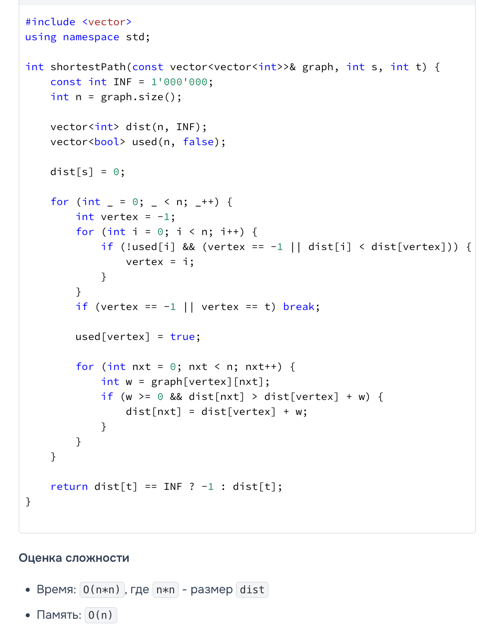 #include <vector>
using namespace std;
int shortestPath(const vector<vector<int>>& graph, int s, int t) {
    const int INF = 1'000'000;
    int n = graph.size();
    vector<int> dist(n, INF);
    vector<bool> used(n, false);
    dist[s] = 0;
    for (int _ = 0; _ < n; _++) {
        int vertex = -1;
        for (int i = 0; i < n; i++) {
            if (!used[i] && (vertex == -1 || dist[i] < dist[vertex])) {
                vertex = i;
            }
        }
        if (vertex == -1 || vertex == t) break;
        used[vertex] = true;
        for (int nxt = 0; nxt < n; nxt++) {
            int w = graph[vertex][nxt];
            if (w >= 0 && dist[nxt] > dist[vertex] + w) {
                dist[nxt] = dist[vertex] + w;
            }
        }
    }
    return dist[t] == INF ? -1 : dist[t];
}
Оценка сложности
• Время: O(n*n), где n*n - размер dist
• Память: O(n)